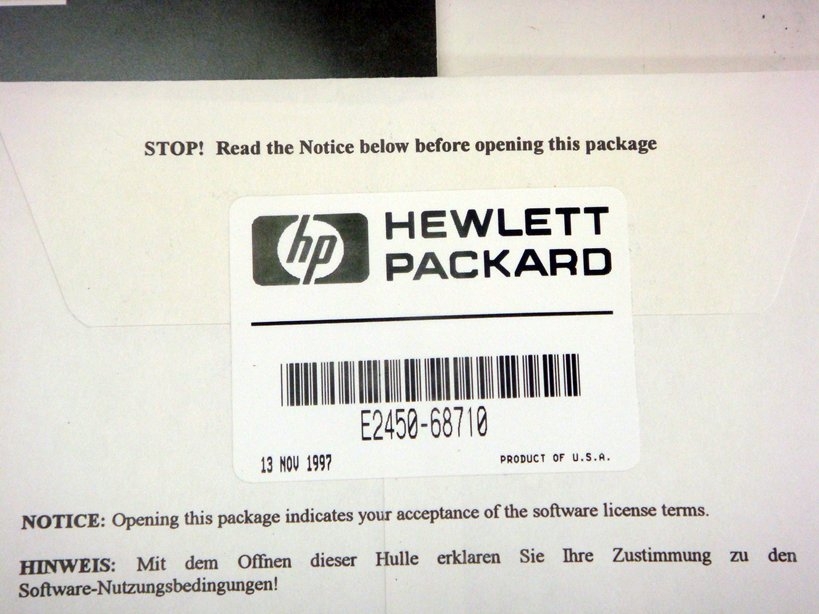 STOP! Read the Notice below before opening this package
hp HEWLETT
PACKARD
E2450-68710
13 NOV 1997 PRODUCT OF U.S.A.
NOTICE: Opening this package indicates your acceptance of the software license terms.
HINWEIS: Mit dem Offnen dieser Hulle erklaren Sie Ihre Zustimmung zu den
Software-Nutzungsbedingungen!